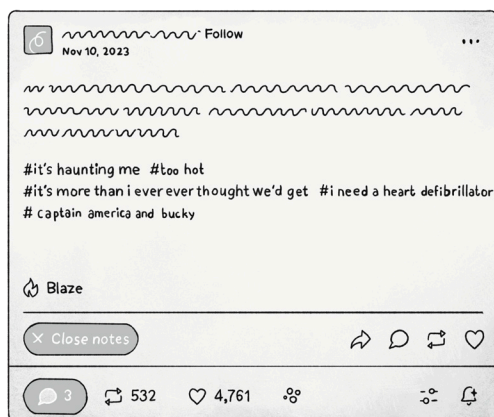 Follow
Nov 10, 2023
#it's haunting me #too hot
#it's more than i ever ever thought we'd get #i need a heart defibrillator
# captain america and bucky
Blaze
× Close notes
3 532 4,761